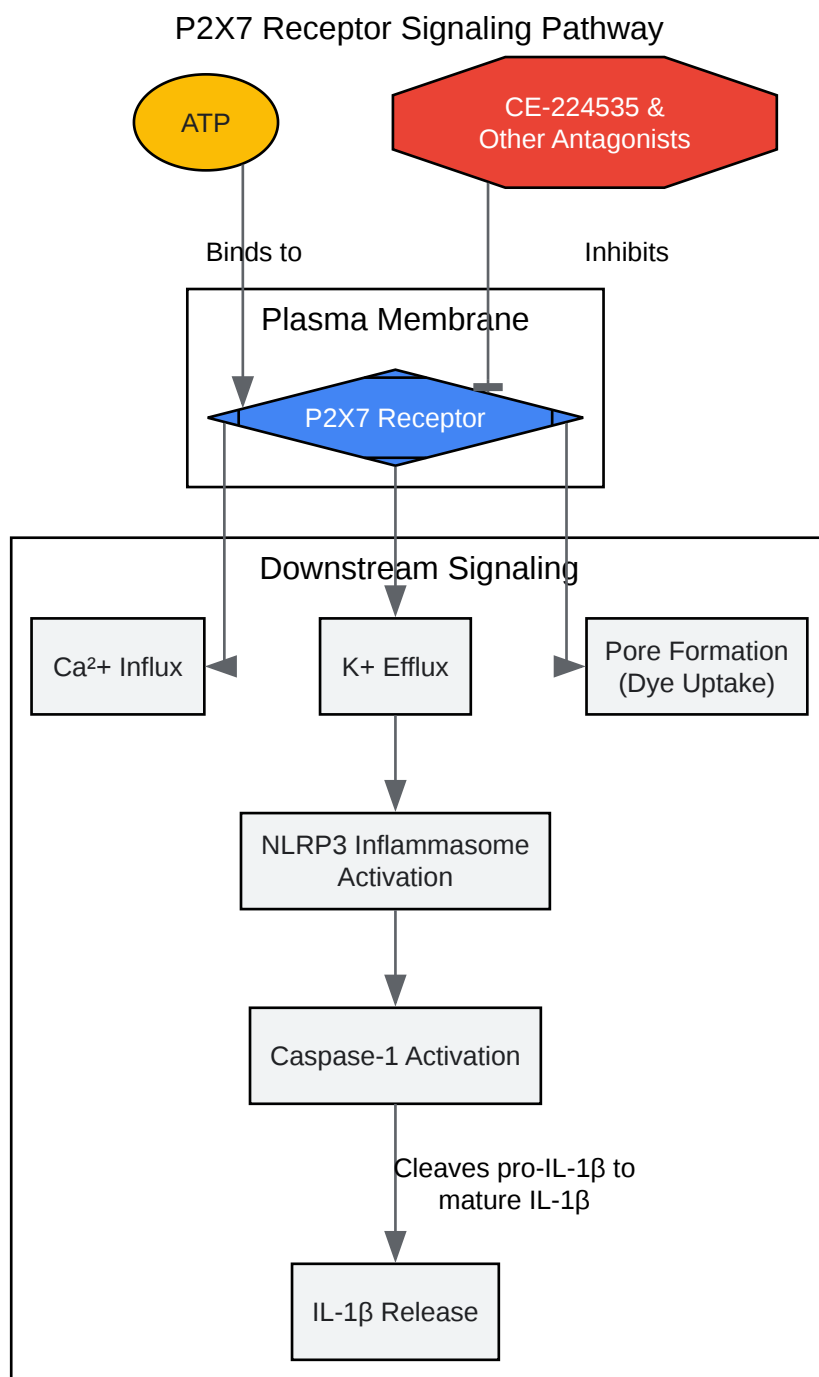 P2X7 Receptor Signaling Pathway
ATP
CE-224535 &
Other Antagonists
Binds to
Inhibits
Plasma Membrane
P2X7 Receptor
Downstream Signaling
Ca²+ Influx
K+ Efflux
Pore Formation
(Dye Uptake)
NLRP3 Inflammasome
Activation
Caspase-1 Activation
Cleaves pro-IL-1β to
mature IL-1β
IL-1β Release